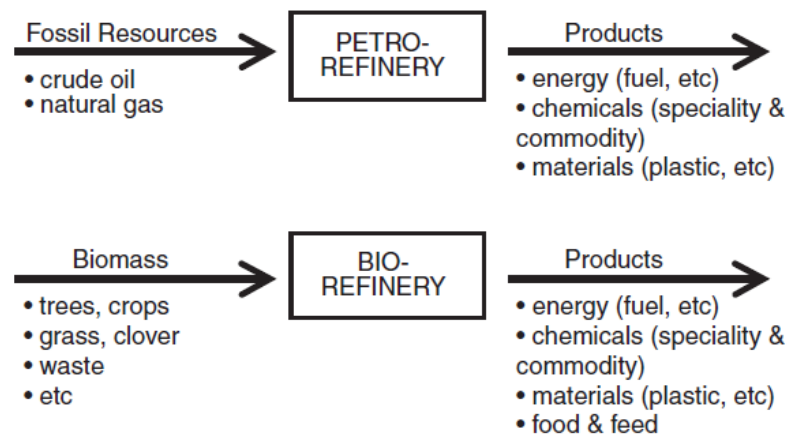 Fossil Resources
• crude oil
• natural gas
PETRO-
REFINERY
Products
• energy (fuel, etc)
• chemicals (speciality &
commodity)
• materials (plastic, etc)
Biomass
• trees, crops
• grass, clover
• waste
• etc
BIO-
REFINERY
Products
• energy (fuel, etc)
• chemicals (speciality &
commodity)
• materials (plastic, etc)
• food & feed